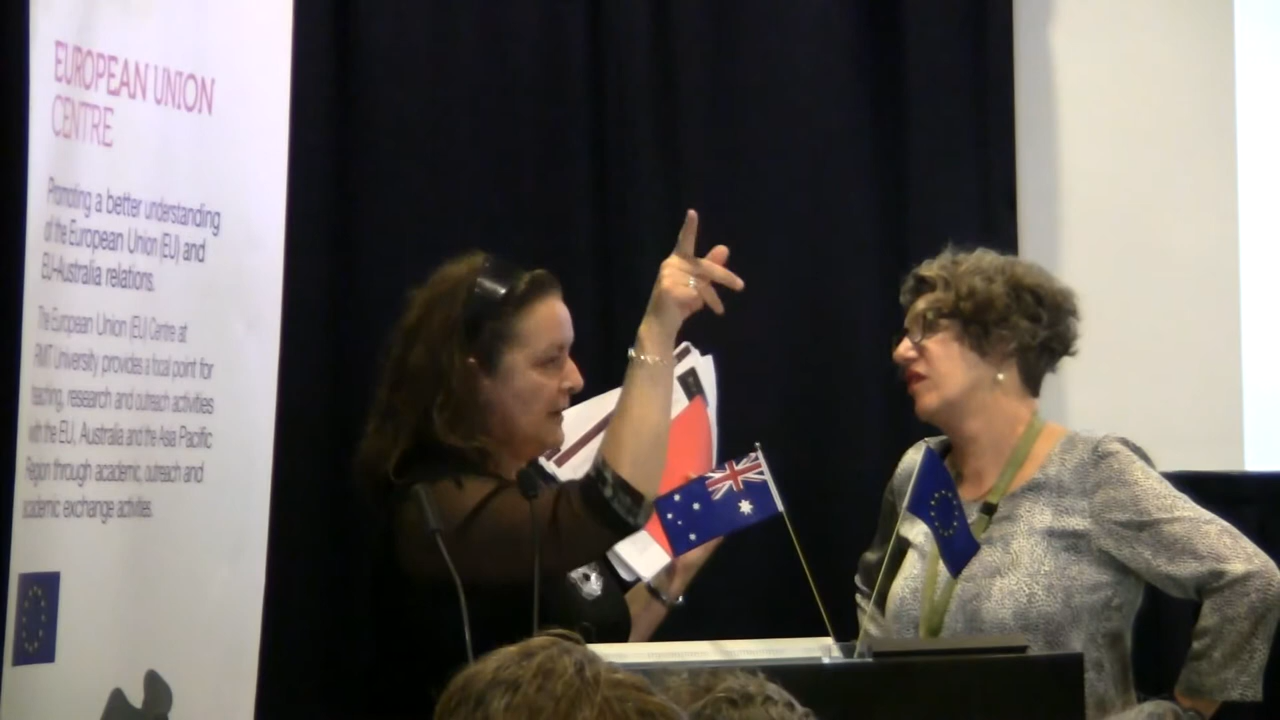 EUROPEAN UNION
CENTRE
Promoting a better understanding
of the European Union (EU) and
EU-Australia relations.
The European Union (EU) Centre at
RMIT University provides a focal point for
teaching, research and outreach activities
with the EU, Australia and the Asia Pacific
Region through academic, outreach and
academic exchange activities.